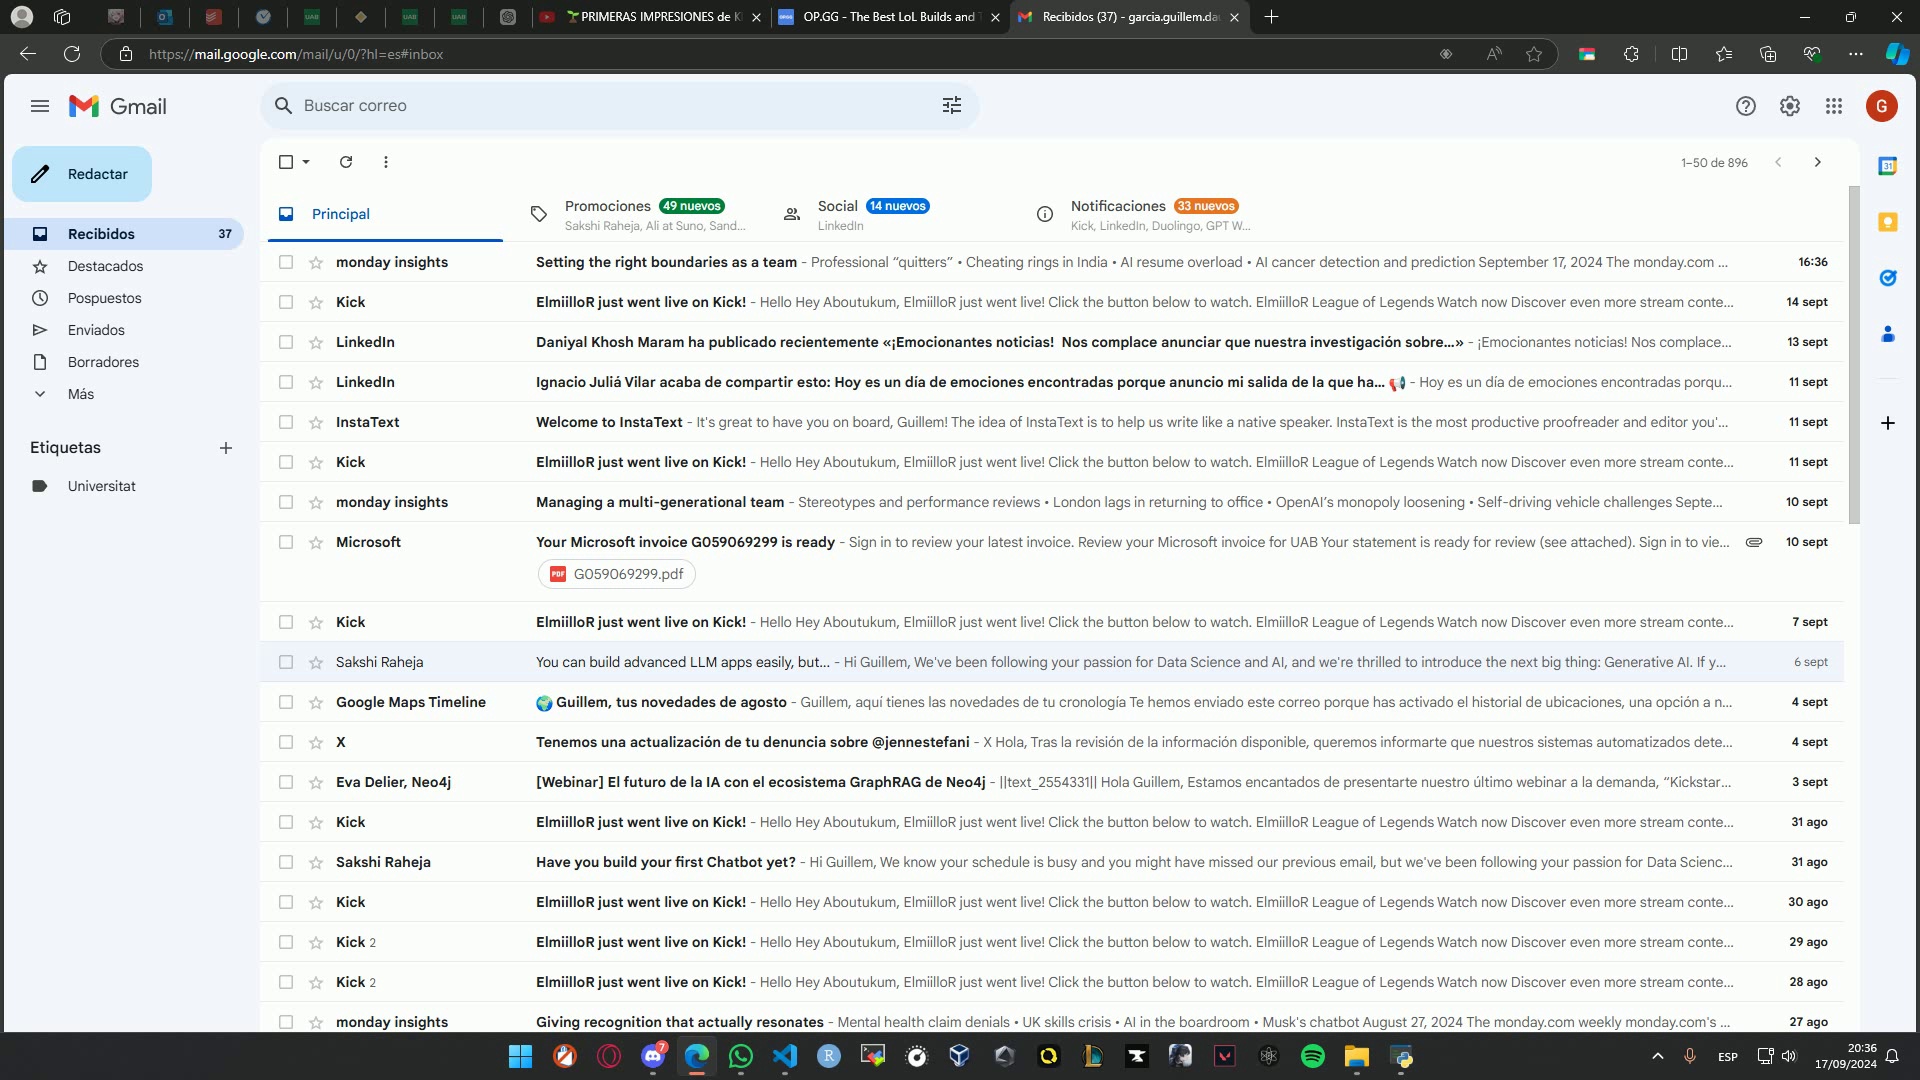 🌱PRIMERAS IMPRESIONES de K
OP.GG - The Best LoL Builds and T
Recibidos (37) - garcia.guillem.da
https://mail.google.com/mail/u/0/?hl=es#inbox
Gmail
Buscar correo
G
Redactar
1–50 de 896
Principal
Promociones 49 nuevos
Sakshi Raheja, Ali at Suno, Sand...
Social 14 nuevos
LinkedIn
Notificaciones 33 nuevos
Kick, LinkedIn, Duolingo, GPT W...
Recibidos 37
Destacados
Pospuestos
Enviados
Borradores
Más
Etiquetas
Universitat
monday insights Setting the right boundaries as a team - Professional “quitters” • Cheating rings in India • AI resume overload • AI cancer detection and prediction September 17, 2024 The monday.com ... 16:36
Kick ElmiilloR just went live on Kick! - Hello Hey Aboutukum, ElmiilloR just went live! Click the button below to watch. ElmiilloR League of Legends Watch now Discover even more stream conte... 14 sept
LinkedIn Daniyal Khosh Maram ha publicado recientemente «¡Emocionantes noticias! Nos complace anunciar que nuestra investigación sobre...» - ¡Emocionantes noticias! Nos complace... 13 sept
LinkedIn Ignacio Juliá Vilar acaba de compartir esto: Hoy es un día de emociones encontradas porque anuncio mi salida de la que ha... 📢 - Hoy es un día de emociones encontradas porqu... 11 sept
InstaText Welcome to InstaText - It's great to have you on board, Guillem! The idea of InstaText is to help us write like a native speaker. InstaText is the most productive proofreader and editor you'... 11 sept
Kick ElmiilloR just went live on Kick! - Hello Hey Aboutukum, ElmiilloR just went live! Click the button below to watch. ElmiilloR League of Legends Watch now Discover even more stream conte... 11 sept
monday insights Managing a multi-generational team - Stereotypes and performance reviews • London lags in returning to office • OpenAI's monopoly loosening • Self-driving vehicle challenges Septe... 10 sept
Microsoft Your Microsoft invoice G059069299 is ready - Sign in to review your latest invoice. Review your Microsoft invoice for UAB Your statement is ready for review (see attached). Sign in to vie... 10 sept
PDF G059069299.pdf
Kick ElmiilloR just went live on Kick! - Hello Hey Aboutukum, ElmiilloR just went live! Click the button below to watch. ElmiilloR League of Legends Watch now Discover even more stream conte... 7 sept
Sakshi Raheja You can build advanced LLM apps easily, but... - Hi Guillem, We've been following your passion for Data Science and AI, and we're thrilled to introduce the next big thing: Generative AI. If y... 6 sept
Google Maps Timeline 🌍 Guillem, tus novedades de agosto - Guillem, aquí tienes las novedades de tu cronología Te hemos enviado este correo porque has activado el historial de ubicaciones, una opción a n... 4 sept
X Tenemos una actualización de tu denuncia sobre @jennestefani - X Hola, Tras la revisión de la información disponible, queremos informarte que nuestros sistemas automatizados dete... 4 sept
Eva Delier, Neo4j [Webinar] El futuro de la IA con el ecosistema GraphRAG de Neo4j - ||text_2554331|| Hola Guillem, Estamos encantados de presentarte nuestro último webinar a la demanda, “Kickstar... 3 sept
Kick ElmiilloR just went live on Kick! - Hello Hey Aboutukum, ElmiilloR just went live! Click the button below to watch. ElmiilloR League of Legends Watch now Discover even more stream conte... 31 ago
Sakshi Raheja Have you build your first Chatbot yet? - Hi Guillem, We know your schedule is busy and you might have missed our previous email, but we've been following your passion for Data Scienc... 31 ago
Kick ElmiilloR just went live on Kick! - Hello Hey Aboutukum, ElmiilloR just went live! Click the button below to watch. ElmiilloR League of Legends Watch now Discover even more stream conte... 30 ago
Kick 2 ElmiilloR just went live on Kick! - Hello Hey Aboutukum, ElmiilloR just went live! Click the button below to watch. ElmiilloR League of Legends Watch now Discover even more stream conte... 29 ago
Kick 2 ElmiilloR just went live on Kick! - Hello Hey Aboutukum, ElmiilloR just went live! Click the button below to watch. ElmiilloR League of Legends Watch now Discover even more stream conte... 28 ago
monday insights Giving recognition that actually resonates - Mental health claim denials • UK skills crisis • AI in the boardroom • Musk's chatbot August 27, 2024 The monday.com weekly monday.com's ... 27 ago
7
ESP
20:36
17/09/2024